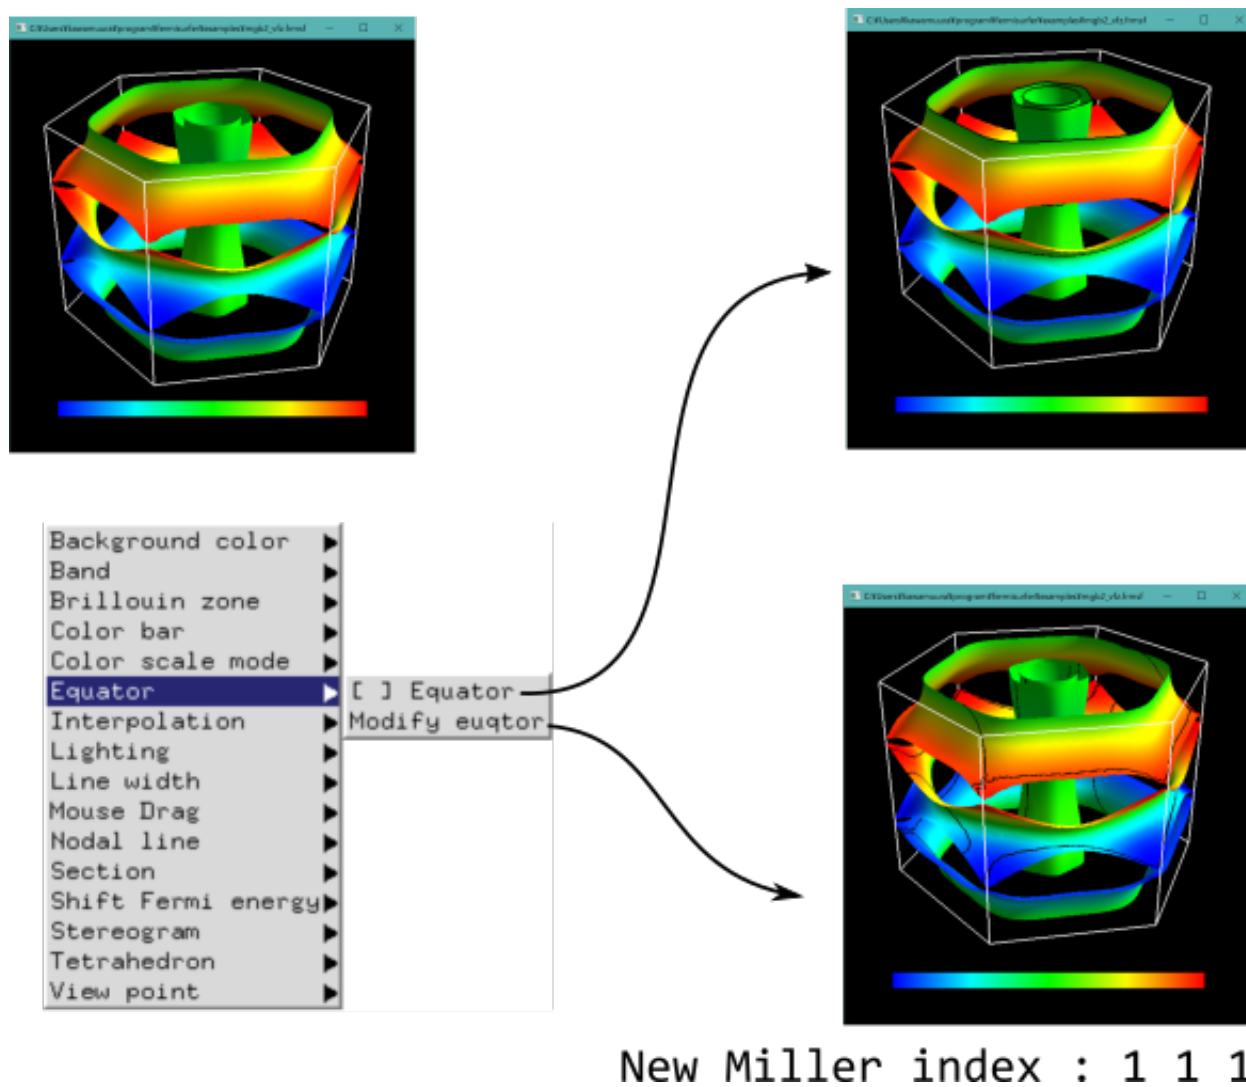 Background color
Band
Brillouin zone
Color bar
Color scale mode
Equator
[ ] Equator
Interpolation
Modify euqtor
Lighting
Line width
Mouse Drag
Nodal line
Section
Shift Fermi energy
Stereogram
Tetrahedron
View point
New Miller index : 1 1 1